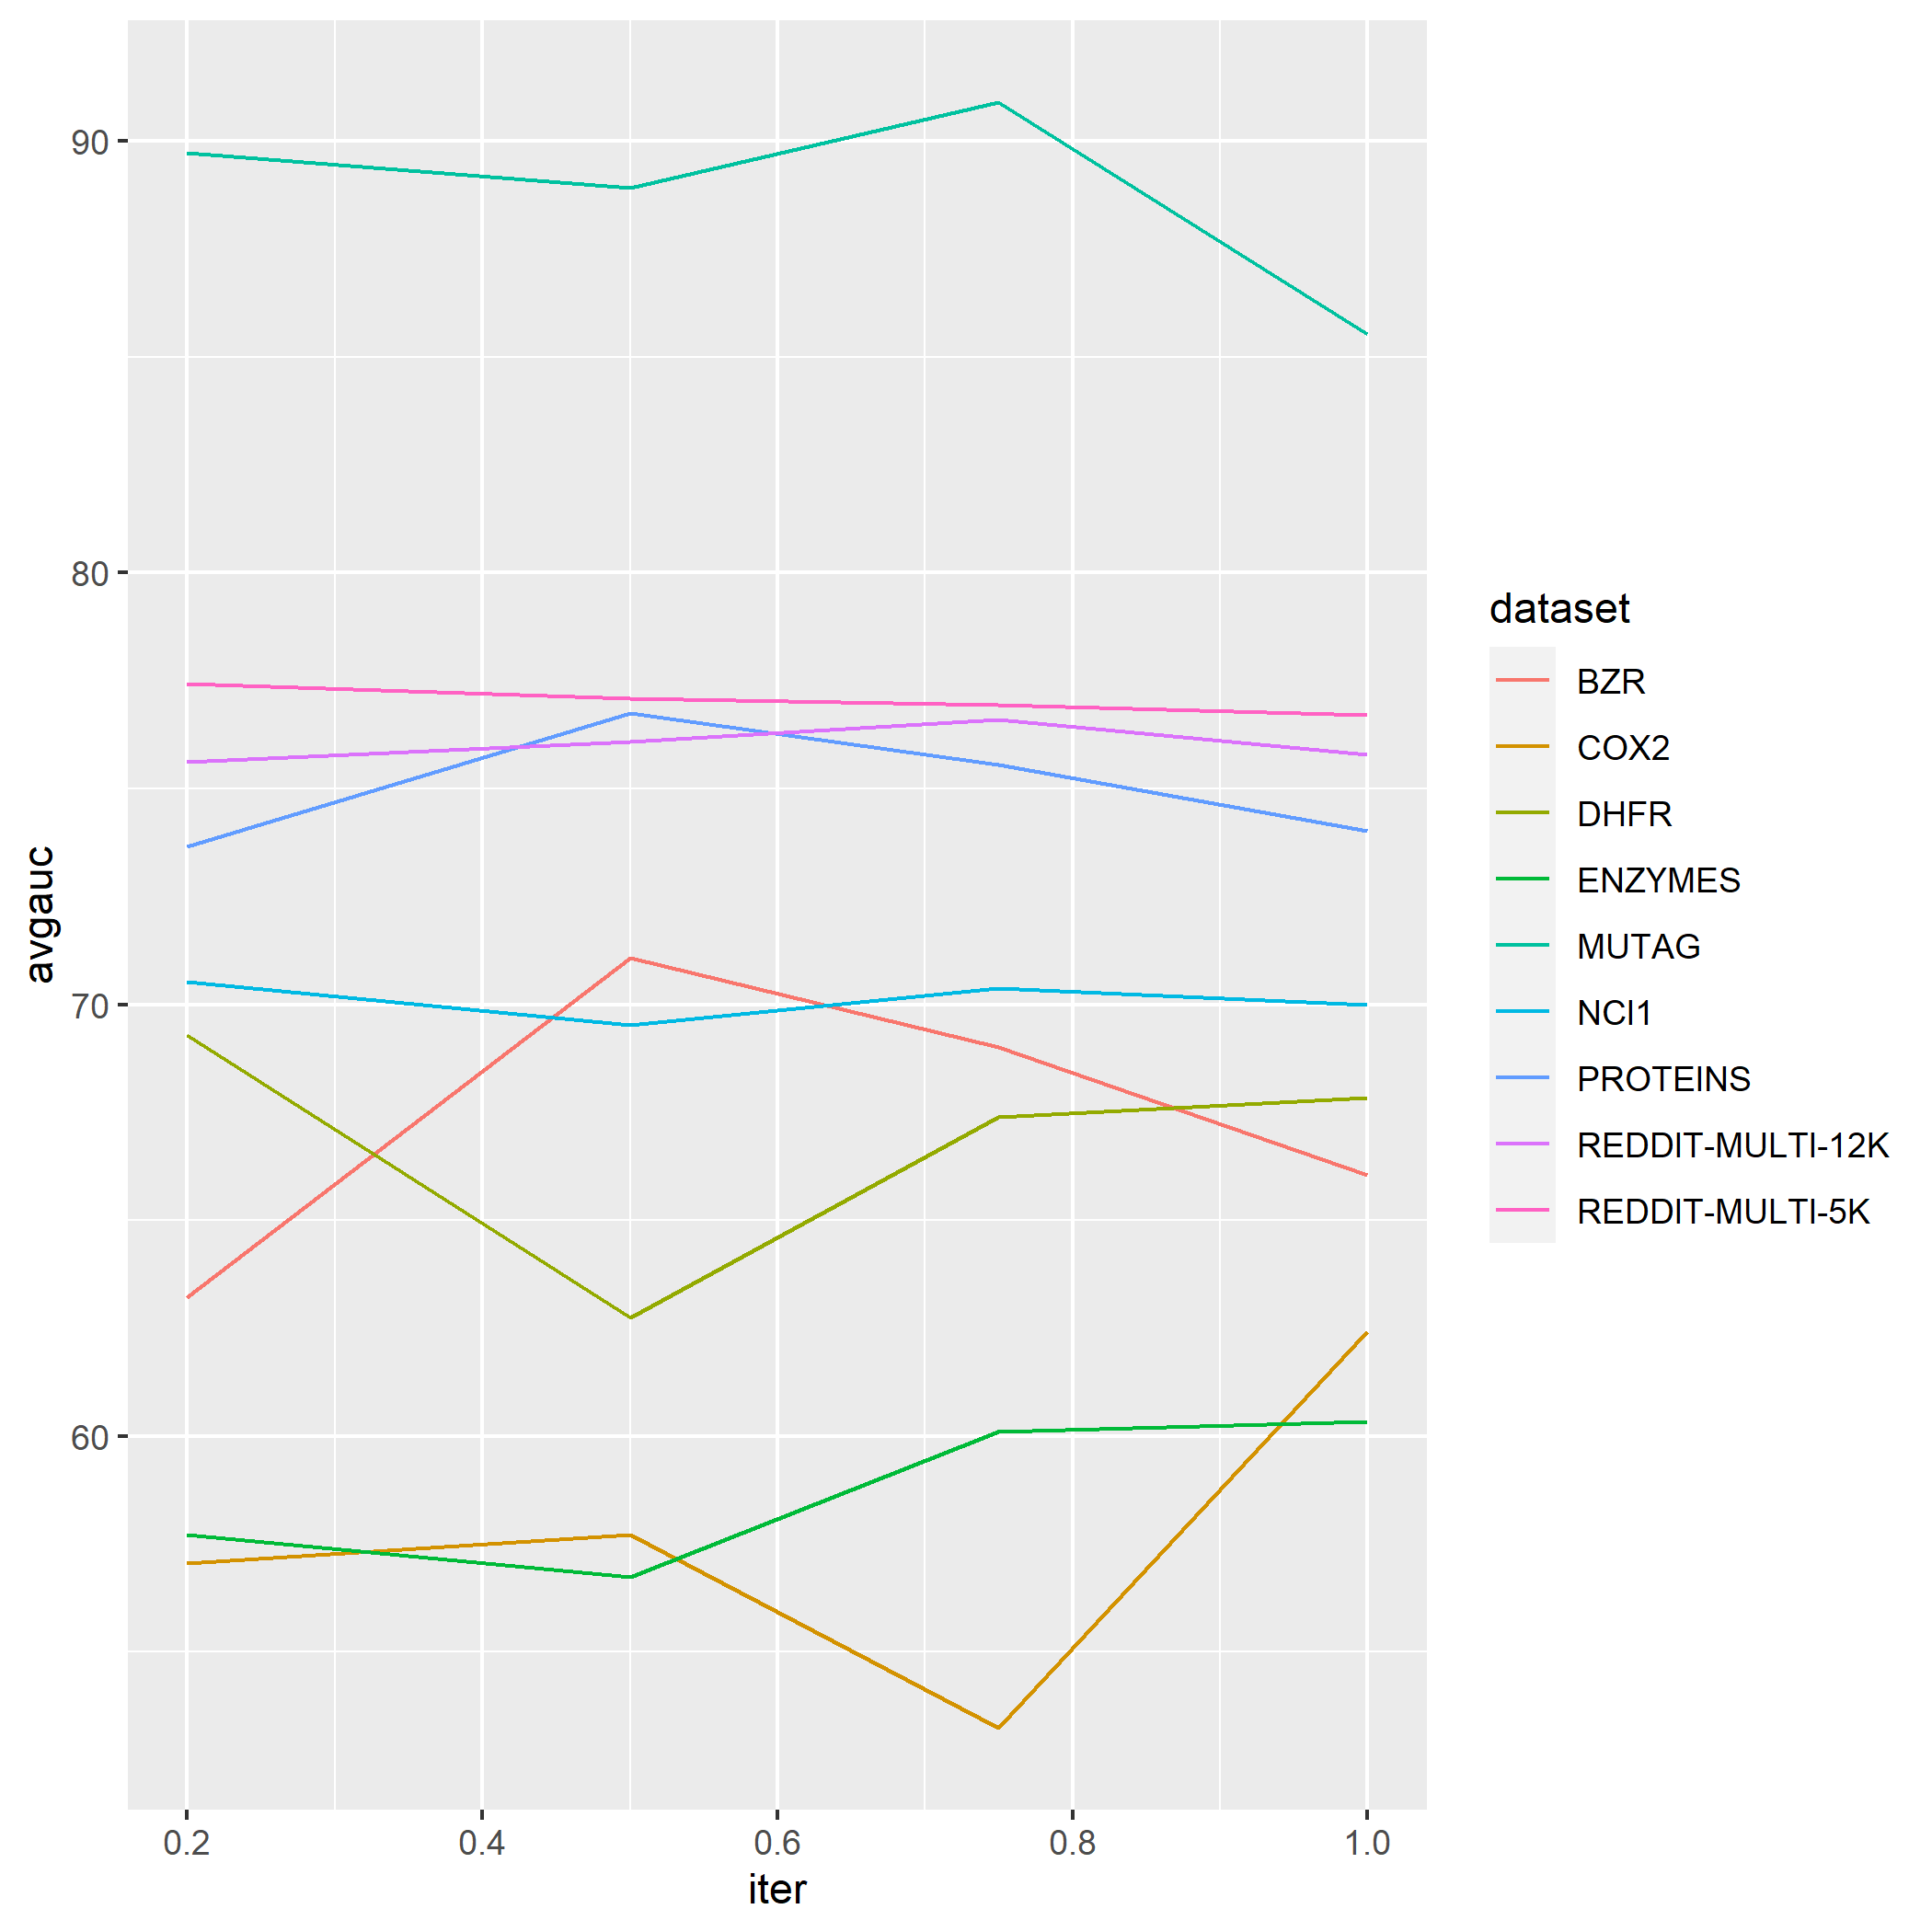 90
80
70
60
avgauc
0.2 0.4 0.6 0.8 1.0
iter
dataset
BZR
COX2
DHFR
ENZYMES
MUTAG
NCI1
PROTEINS
REDDIT-MULTI-12K
REDDIT-MULTI-5K